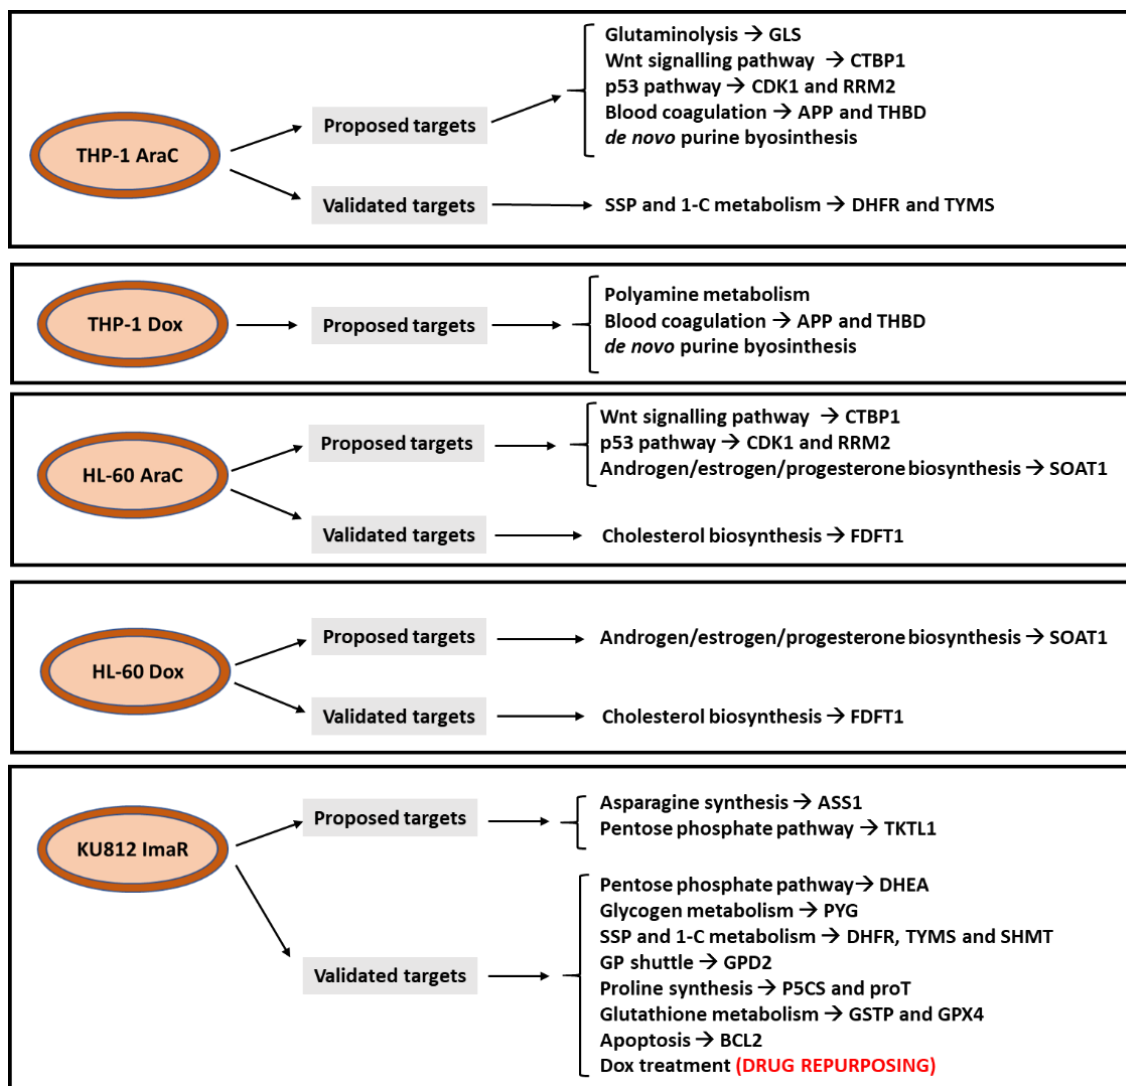 Glutaminolysis → GLS
Wnt signalling pathway → CTBP1
p53 pathway → CDK1 and RRM2
Blood coagulation → APP and THBD
de novo purine byosinthesis
Proposed targets
THP-1 AraC
Validated targets
SSP and 1-C metabolism → DHFR and TYMS
Polyamine metabolism
Blood coagulation → APP and THBD
de novo purine byosinthesis
THP-1 Dox
Proposed targets
Wnt signalling pathway → CTBP1
p53 pathway → CDK1 and RRM2
Androgen/estrogen/progesterone biosynthesis → SOAT1
Proposed targets
HL-60 AraC
Validated targets
Cholesterol biosynthesis → FDFT1
Proposed targets
Androgen/estrogen/progesterone biosynthesis → SOAT1
HL-60 Dox
Validated targets
Cholesterol biosynthesis → FDFT1
Proposed targets
Asparagine synthesis → ASS1
Pentose phosphate pathway → TKTL1
KU812 ImaR
Validated targets
Pentose phosphate pathway → DHEA
Glycogen metabolism → PYG
SSP and 1-C metabolism → DHFR, TYMS and SHMT
GP shuttle → GPD2
Proline synthesis → P5CS and proT
Glutathione metabolism → GSTP and GPX4
Apoptosis → BCL2
Dox treatment (DRUG REPURPOSING)